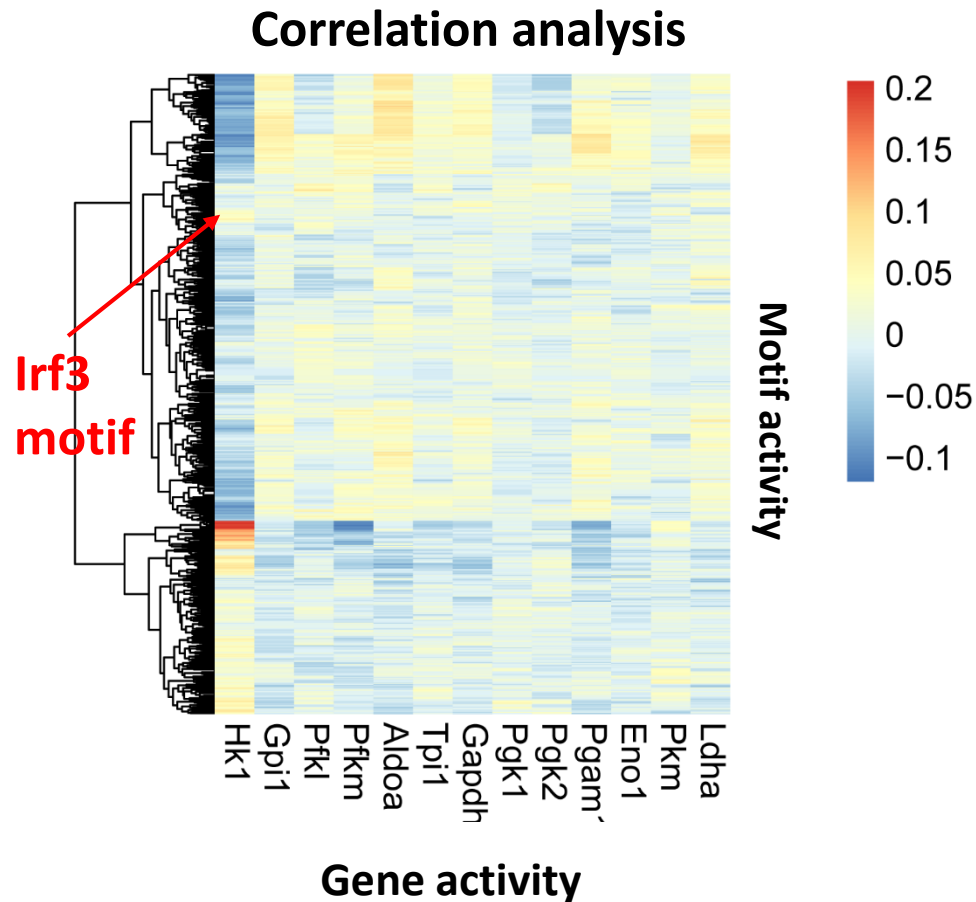 Correlation analysis
0.2
0.15
0.1
0.05
0
−0.05
−0.1
Irf3
motif
Motif activity
Hk1
Gpi1
Pfkl
Pfkm
Aldoa
Tpi1
Gapdh
Pgk1
Pgk2
Pgam1
Eno1
Pkm
Ldha
Gene activity